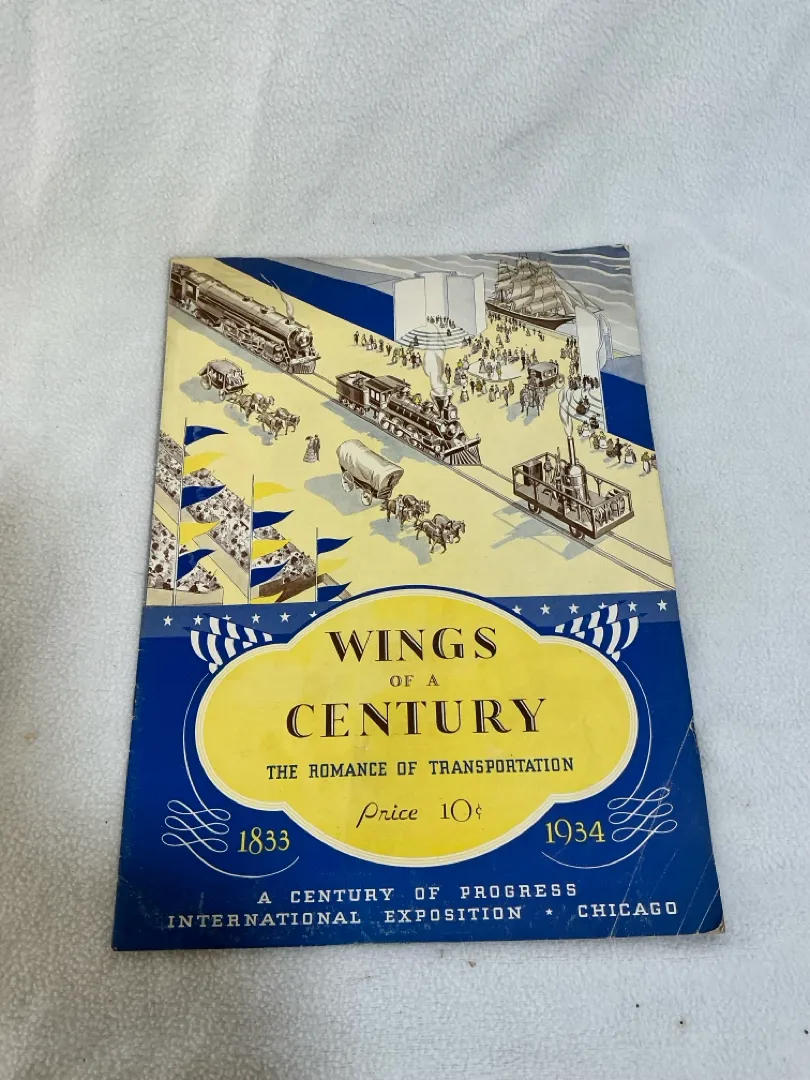 WINGS
OF A
CENTURY
THE ROMANCE OF TRANSPORTATION
Price 10¢
1833 1934
A CENTURY OF PROGRESS
INTERNATIONAL EXPOSITION ★ CHICAGO